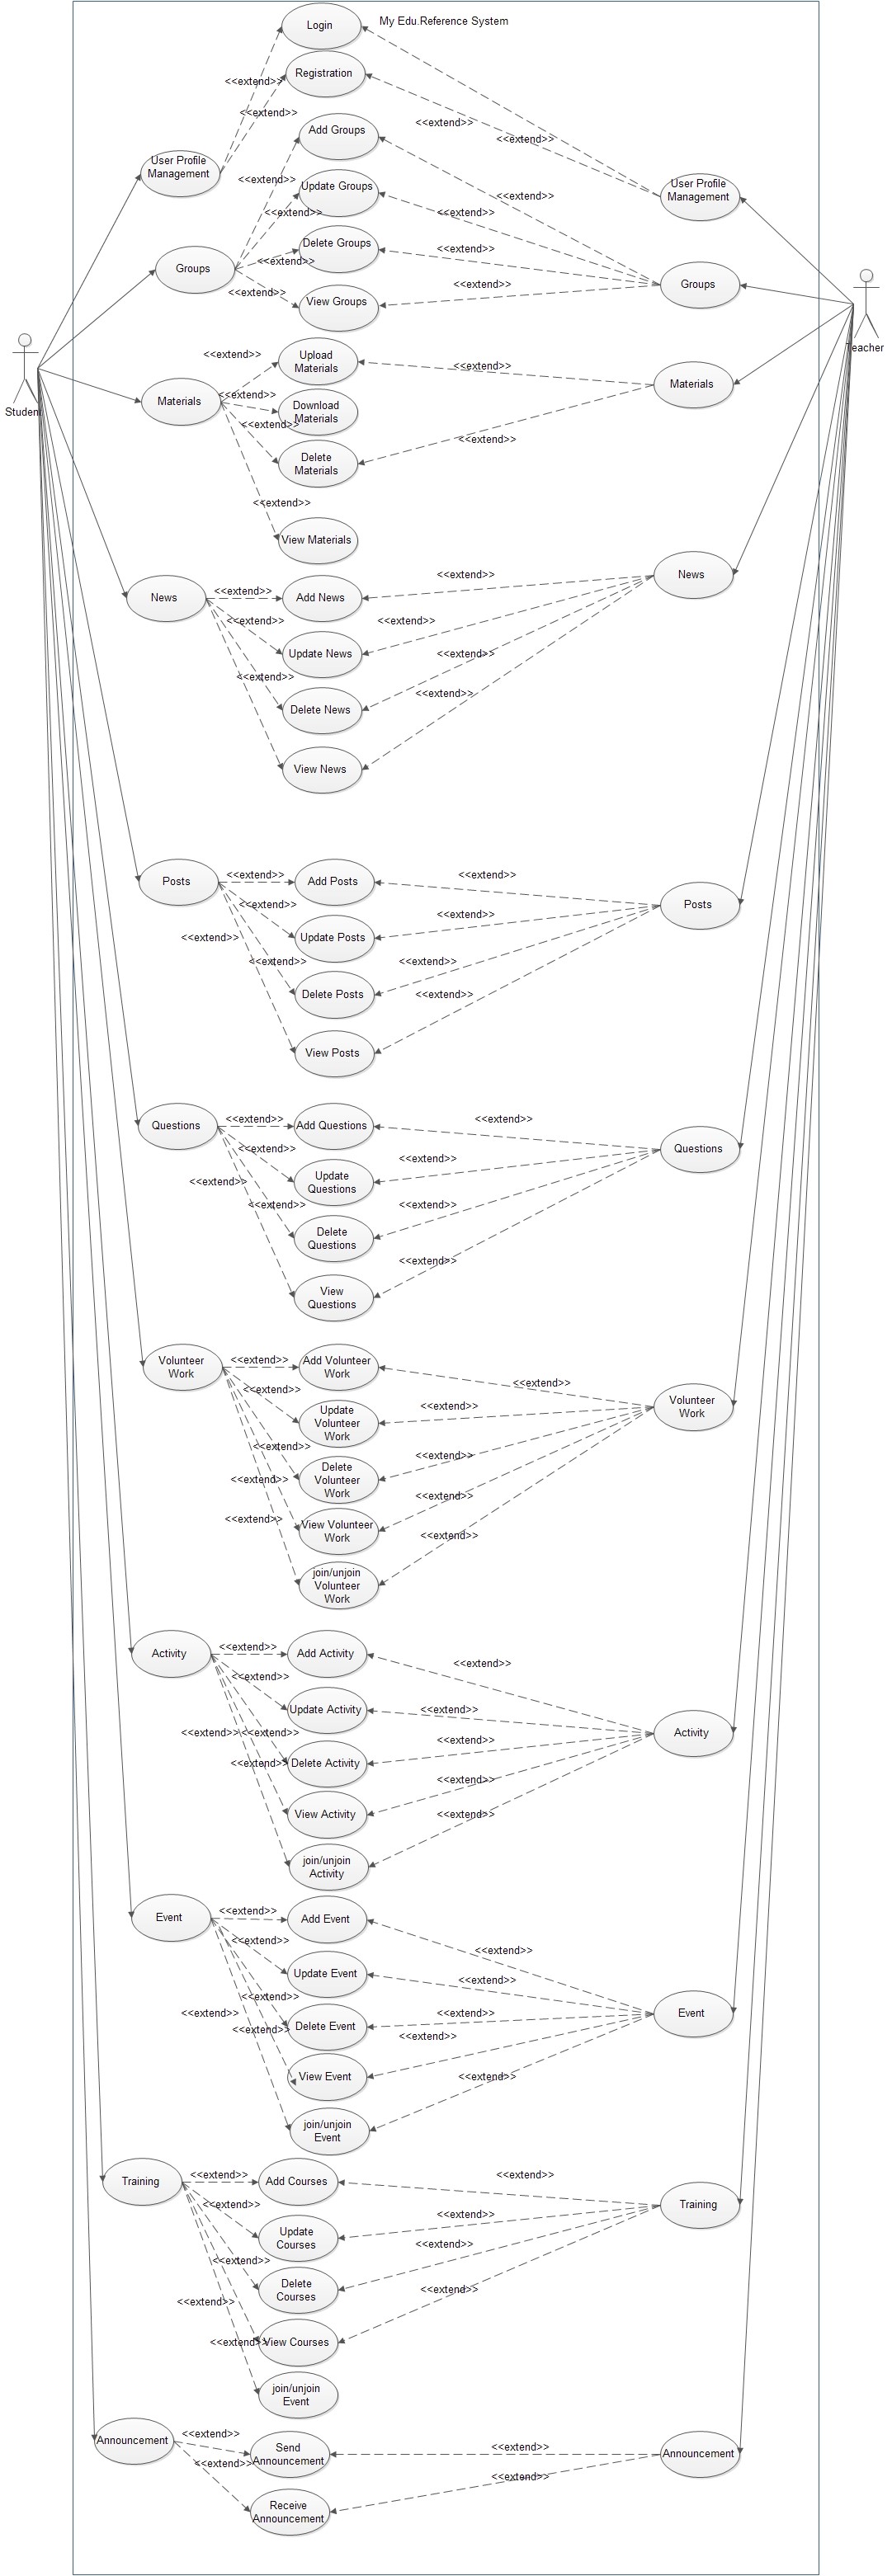 Login
My Edu.Reference System
<<extend>>
Registration
<<extend>>
<<extend>>
Add Groups
<<extend>>
User Profile
Management
<<extend>>
Update Groups
<<extend>>
User Profile
Management
<<extend>>
<<extend>>
Delete Groups
<<extend>>
<<extend>>
Groups
Groups
<<extend>>
View Groups
<<extend>>
Teacher
Student
<<extend>>
Upload
Materials
<<extend>>
Materials
<<extend>>
Materials
Download
Materials
<<extend>>
<<extend>>
Delete
Materials
<<extend>>
View Materials
News
<<extend>>
Add News
<<extend>>
News
<<extend>>
Update News
<<extend>>
<<extend>>
<<extend>>
Delete News
<<extend>>
View News
Posts
<<extend>>
Add Posts
<<extend>>
Posts
<<extend>>
<<extend>>
<<extend>>
Update Posts
<<extend>>
<<extend>>
Delete Posts
<<extend>>
View Posts
Questions
<<extend>>
Add Questions
<<extend>>
Questions
<<extend>>
<<extend>>
Update
Questions
<<extend>>
<<extend>>
<<extend>>
Delete
Questions
<<extend>>
View
Questions
Volunteer
Work
<<extend>>
Add Volunteer
Work
<<extend>>
Volunteer
Work
<<extend>>
Update
Volunteer
Work
<<extend>>
<<extend>>
Delete
Volunteer
Work
<<extend>>
<<extend>>
<<extend>>
View Volunteer
Work
<<extend>>
<<extend>>
join/unjoin
Volunteer
Work
Activity
<<extend>>
Add Activity
<<extend>>
<<extend>>
Update Activity
<<extend>>
Activity
<<extend>>
<<extend>>
<<extend>>
Delete Activity
<<extend>>
<<extend>>
View Activity
<<extend>>
join/unjoin
Activity
Event
<<extend>>
Add Event
<<extend>>
<<extend>>
Update Event
<<extend>>
<<extend>>
<<extend>>
Delete Event
<<extend>>
Event
<<extend>>
<<extend>>
View Event
<<extend>>
join/unjoin
Event
Training
<<extend>>
Add Courses
<<extend>>
Training
<<extend>>
Update
Courses
<<extend>>
<<extend>>
<<extend>>
Delete
Courses
<<extend>>
<<extend>>
<<extend>>
View Courses
join/unjoin
Event
Announcement
<<extend>>
Send
Announcement
<<extend>>
Announcement
<<extend>>
<<extend>>
Receive
Announcement